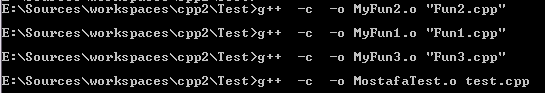 E:\Sources\workspaces\cpp2\Test>g++  -c  -o MyFun2.o "Fun2.cpp"
E:\Sources\workspaces\cpp2\Test>g++  -c  -o MyFun1.o "Fun1.cpp"
E:\Sources\workspaces\cpp2\Test>g++  -c  -o MyFun3.o "Fun3.cpp"
E:\Sources\workspaces\cpp2\Test>g++  -c  -o MostafaTest.o test.cpp